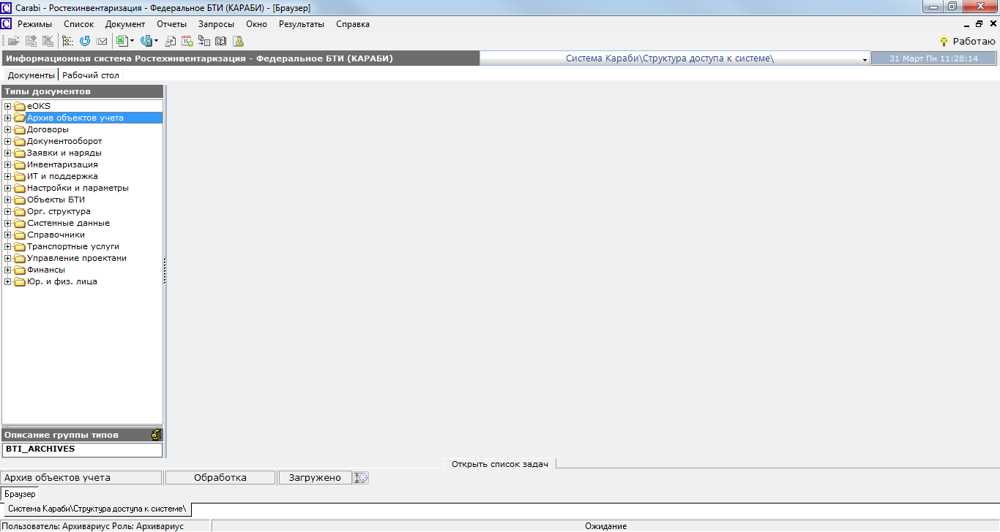 Carabi - Ростехинвентаризация - Федеральное БТИ (КАРАБИ) - [Браузер]
Режимы Список Документ Отчеты Запросы Окно Результаты Справка
Работаю
Информационная система Ростехинвентаризация - Федеральное БТИ (КАРАБИ) Система Караби\Структура доступа к системе\ 31 Март Пн 11:28:14
Документы Рабочий стол
Типы документов
eOKS
Архив объектов учета
Договоры
Документооборот
Заявки и наряды
Инвентаризация
ИТ и поддержка
Настройки и параметры
Объекты БТИ
Орг. структура
Системные данные
Справочники
Транспортные услуги
Управление проектами
Финансы
Юр. и физ. лица
Описание группы типов
BTI_ARCHIVES
Открыть список задач
Архив объектов учета Обработка Загружено
Браузер
Система Караби\Структура доступа к системе\
Пользователь: Архивариус Роль: Архивариус Ожидание